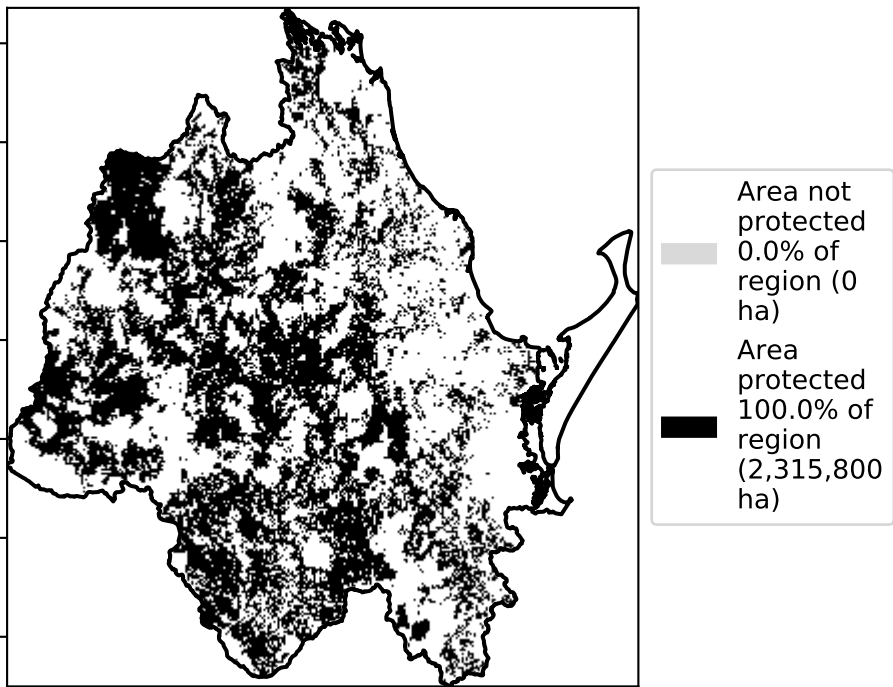 Area not
protected
0.0% of
region (0
ha)
Area
protected
100.0% of
region
(2,315,800
ha)